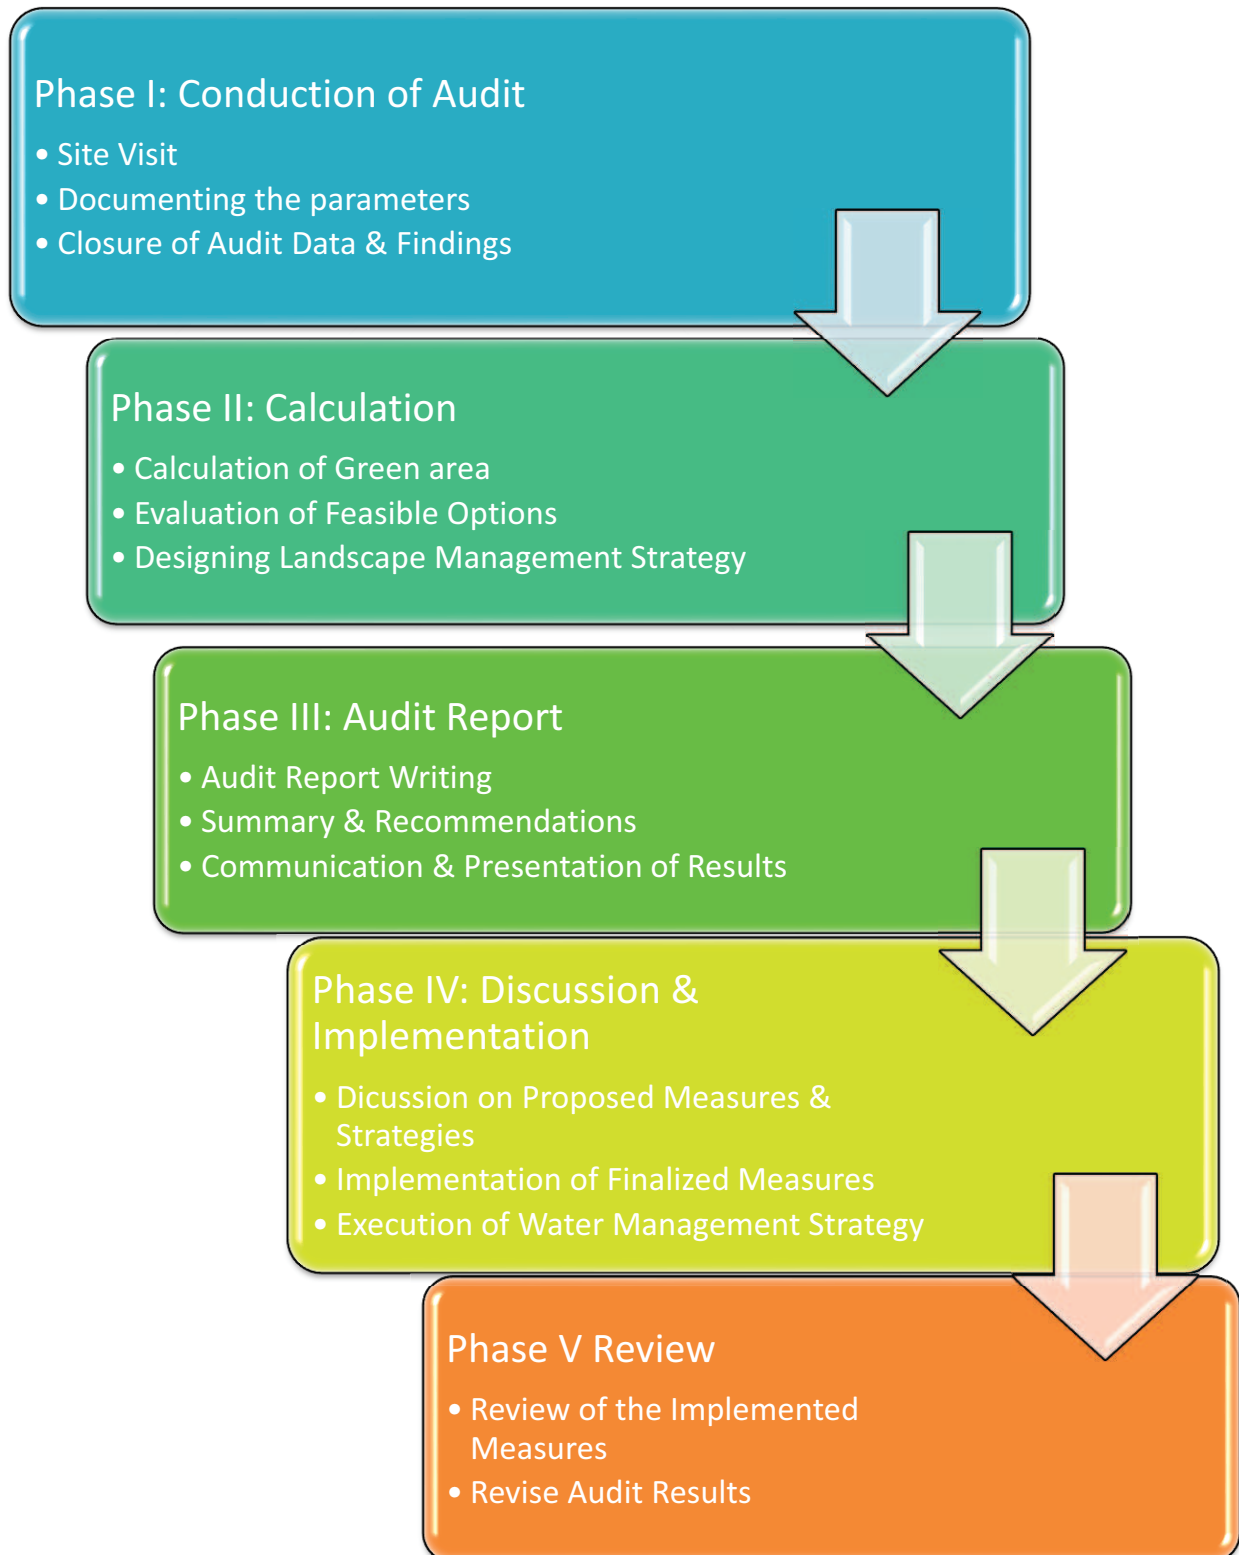 Phase I: Conduction of Audit
• Site Visit
• Documenting the parameters
• Closure of Audit Data & Findings
Phase II: Calculation
• Calculation of Green area
• Evaluation of Feasible Options
• Designing Landscape Management Strategy
Phase III: Audit Report
• Audit Report Writing
• Summary & Recommendations
• Communication & Presentation of Results
Phase IV: Discussion &
Implementation
• Dicussion on Proposed Measures &
Strategies
• Implementation of Finalized Measures
• Execution of Water Management Strategy
Phase V Review
• Review of the Implemented
Measures
• Revise Audit Results